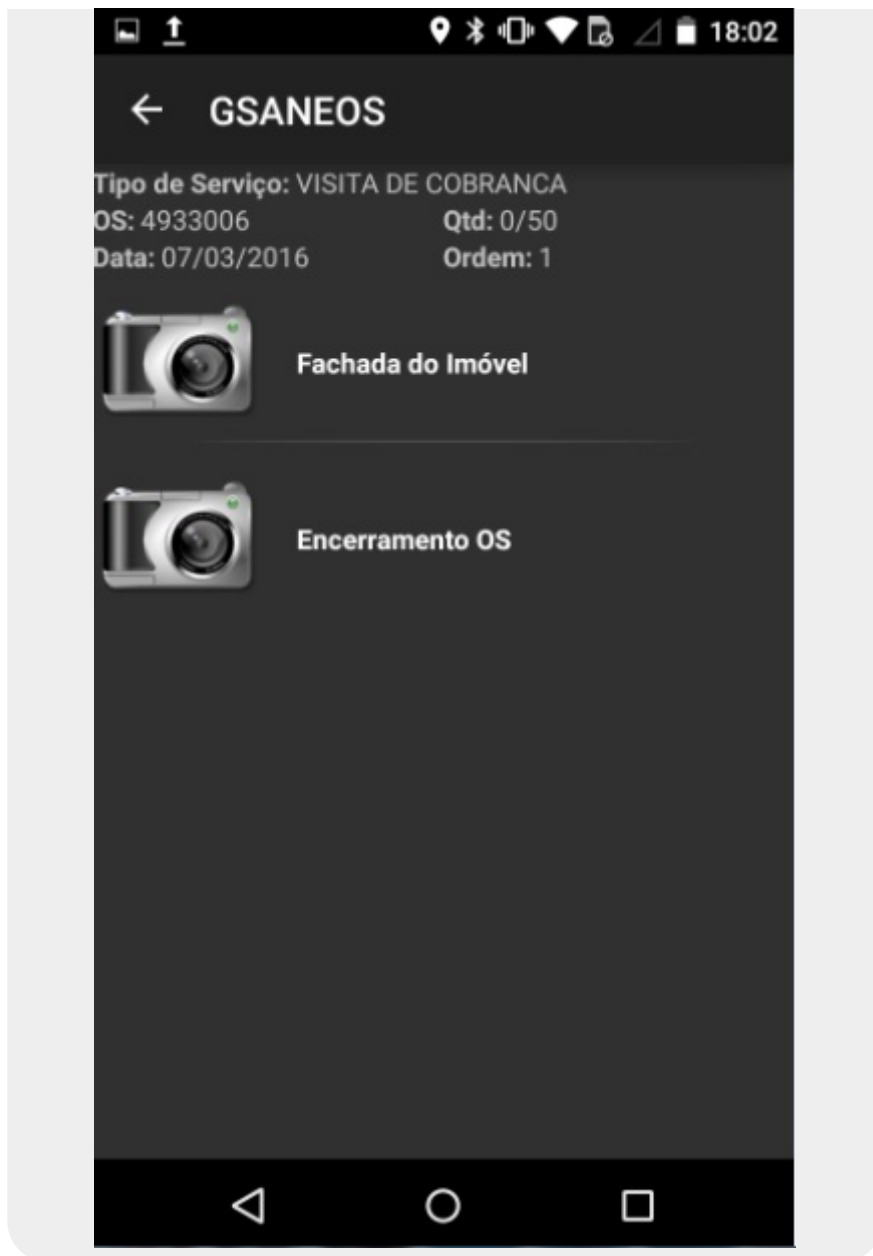 18:02
GSANEOS
Tipo de Serviço: VISITA DE COBRANCA
OS: 4933006 Qtd: 0/50
Data: 07/03/2016 Ordem: 1
Fachada do Imóvel
Encerramento OS